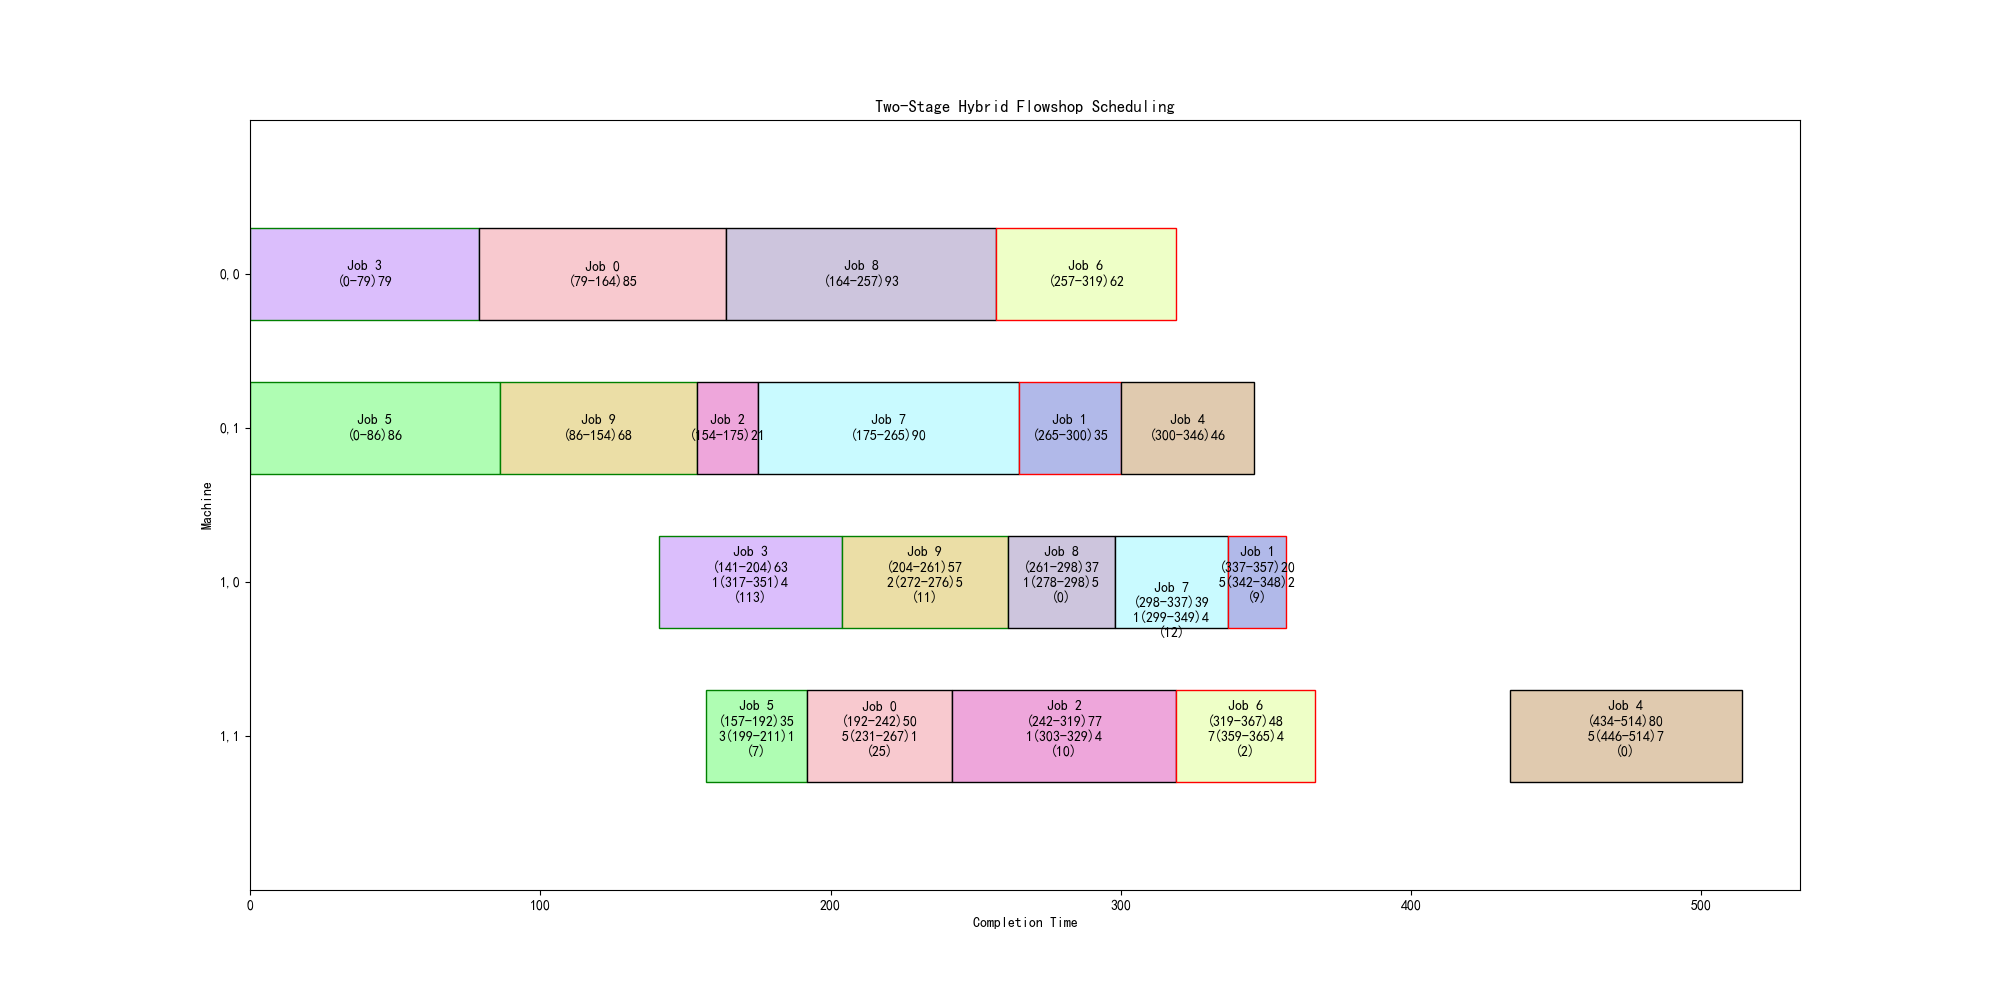 Two-Stage Hybrid Flowshop Scheduling
Machine
0,0
Job 3
(0-79)79
Job 0
(79-164)85
Job 8
(164-257)93
Job 6
(257-319)62
0,1
Job 5
(0-86)86
Job 9
(86-154)68
Job 2
(154-175)21
Job 7
(175-265)90
Job 1
(265-300)35
Job 4
(300-346)46
1,0
Job 3
(141-204)63
1(317-351)4
(113)
Job 9
(204-261)57
2(272-276)5
(11)
Job 8
(261-298)37
1(278-298)5
(0)
Job 7
(298-337)39
1(299-349)4
(12)
Job 1
(337-357)20
5(342-348)2
(9)
1,1
Job 5
(157-192)35
3(199-211)1
(7)
Job 0
(192-242)50
5(231-267)1
(25)
Job 2
(242-319)77
1(303-329)4
(10)
Job 6
(319-367)48
7(359-365)4
(2)
Job 4
(434-514)80
5(446-514)7
(0)
0
100
200
300
400
500
Completion Time